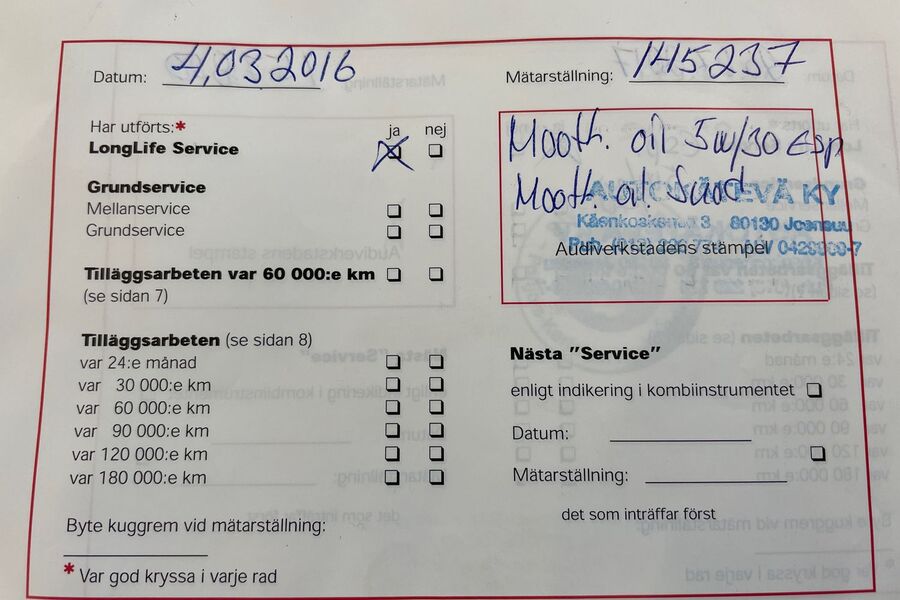 Datum: 4.03 2016
Mätarställning: 145237
Har utförts:*
ja nej
LongLife Service
Grundservice
Mellanservice
Grundservice
Tilläggsarbeten var 60 000:e km
(se sidan 7)
Tilläggsarbeten (se sidan 8)
var 24:e månad
var 30 000:e km
var 60 000:e km
var 90 000:e km
var 120 000:e km
var 180 000:e km
Byte kuggrem vid mätarställning:
* Var god kryssa i varje rad
Mooth. oil 5w/30 ESP
Mooth. oil.
KY
80130 Joensuu
Audiverkstadens stämpel
Nästa ”Service”
enligt indikering i kombiinstrumentet
Datum:
Mätarställning:
det som inträffar först